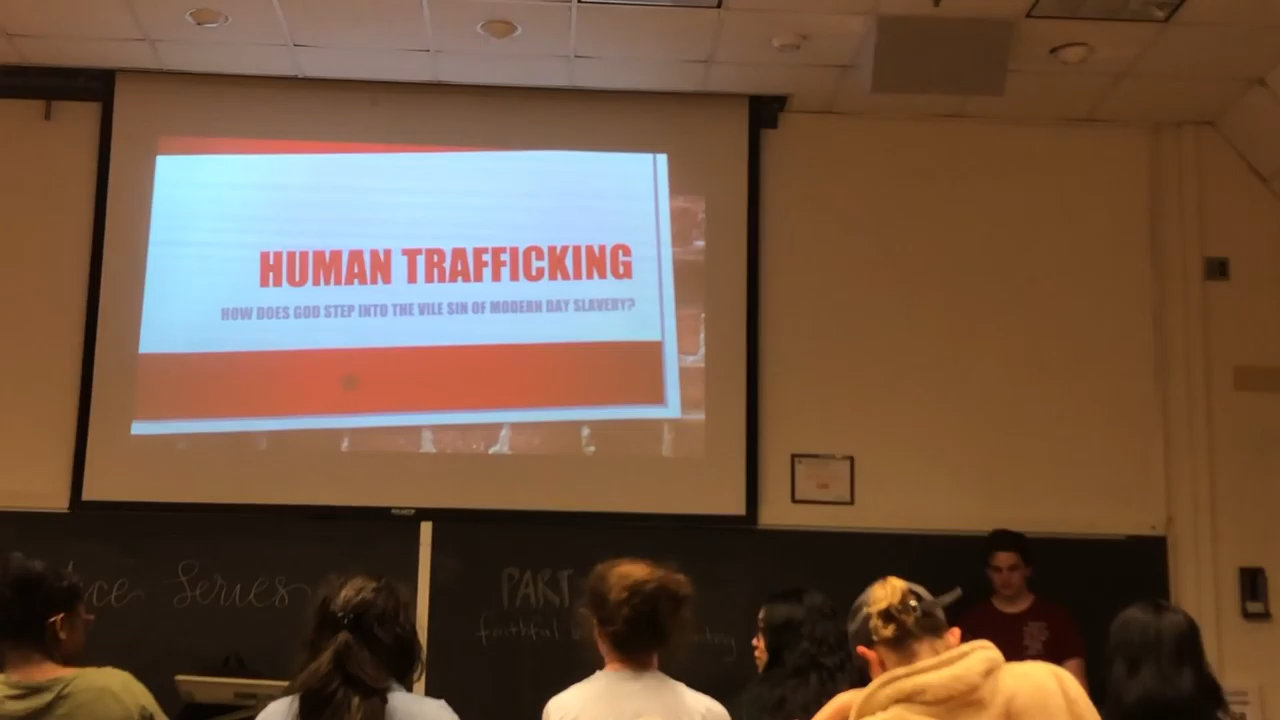 HUMAN TRAFFICKING
HOW DOES GOD STEP INTO THE VILE SIN OF MODERN DAY SLAVERY?
Series
PART
faithful